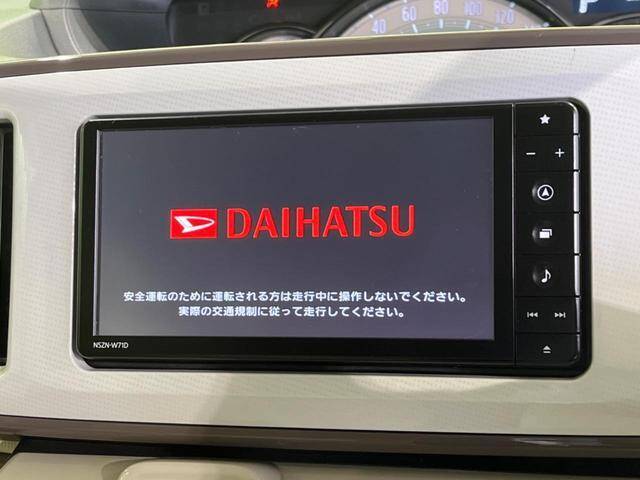 40 60 80 100 120
DAIHATSU
安全運転のために運転される方は走行中に操作しないでください。
実際の交通規制に従って走行してください。
NSZN-W71D